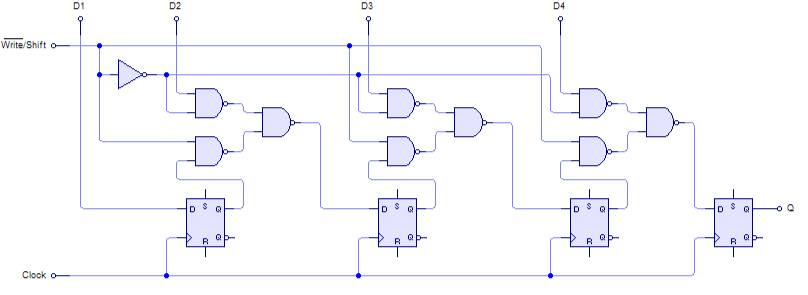 D1 D2 D3 D4
Write/Shift
D S Q D S Q D S Q D S Q Q
R Q R Q R Q R Q
Clock